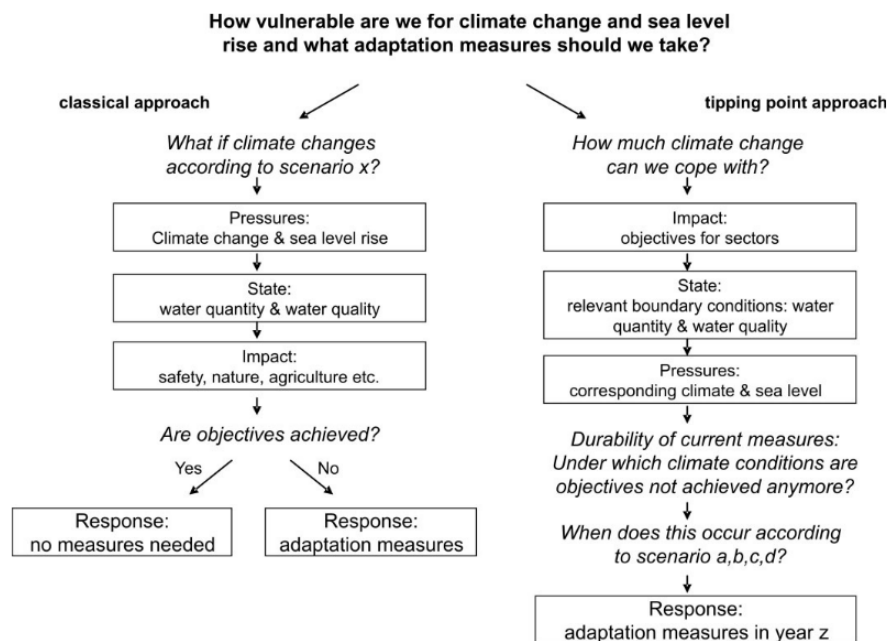 How vulnerable are we for climate change and sea level
rise and what adaptation measures should we take?
classical approach
What if climate changes
according to scenario x?
Pressures:
Climate change & sea level rise
State:
water quantity & water quality
Impact:
safety, nature, agriculture etc.
Are objectives achieved?
Yes
No
Response:
no measures needed
Response:
adaptation measures
tipping point approach
How much climate change
can we cope with?
Impact:
objectives for sectors
State:
relevant boundary conditions: water
quantity & water quality
Pressures:
corresponding climate & sea level
Durability of current measures:
Under which climate conditions are
objectives not achieved anymore?
When does this occur according
to scenario a,b,c,d?
Response:
adaptation measures in year z